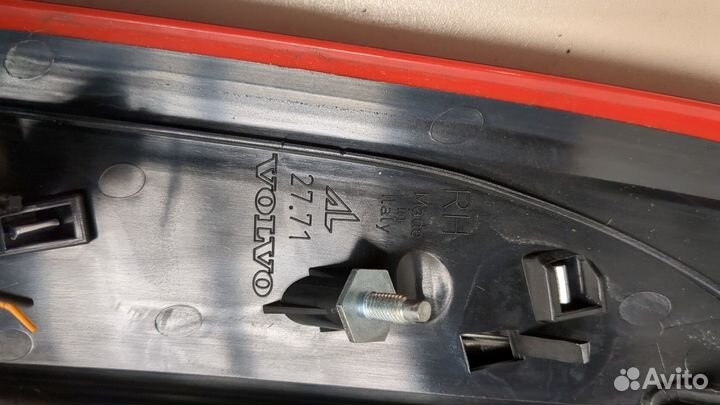 AL
27.71
VOLVO
RH
Made
in
Italy
Avito